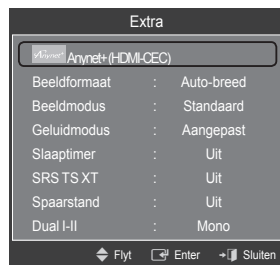 Extra
Anynet+ Anynet+ (HDMI-CEC)
Beeldformaat : Auto-breed
Beeldmodus : Standaard
Geluidmodus : Aangepast
Slaaptimer : Uit
SRS TS XT : Uit
Spaarstand : Uit
Dual I-II : Mono
Flyt Enter Sluiten